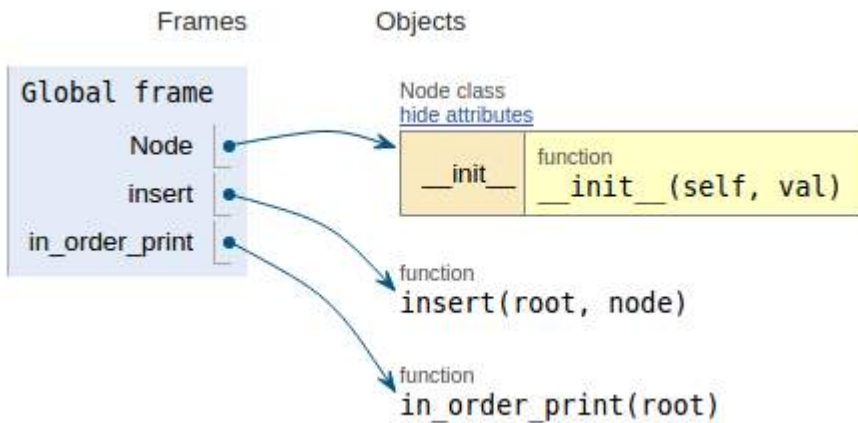 Frames
Objects
Global frame
Node
insert
in_order_print
Node class
hide attributes
__init__
function
__init__(self, val)
function
insert(root, node)
function
in_order_print(root)